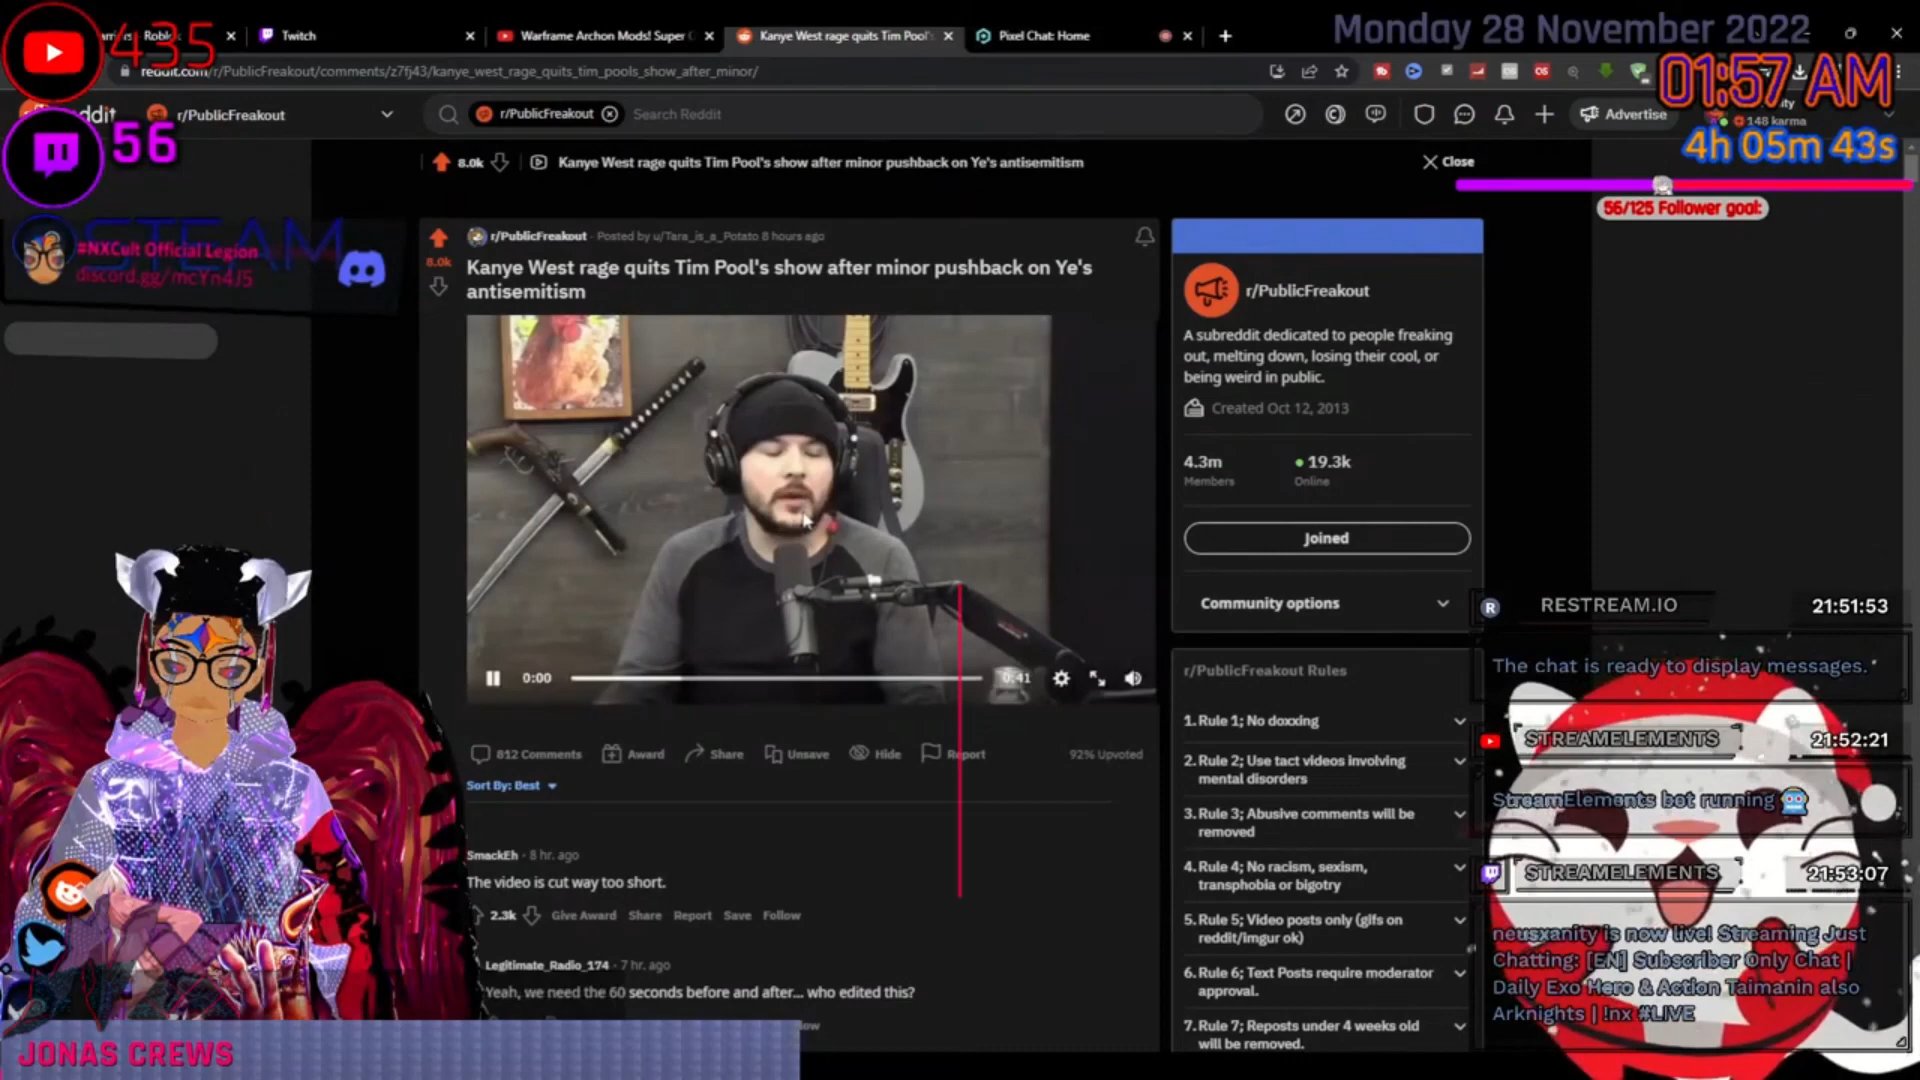 Monday 28 November 2022
435
Twitch
Warframe Archon Mods! Super
Kanye West rage quits Tim Pool's
Pixel Chat: Home
reddit.com/r/PublicFreakout/comments/z7fj43/kanye_west_rage_quits_tim_pools_show_after_minor/
01:57 AM
r/PublicFreakout
r/PublicFreakout
Search Reddit
Advertise
148 karma
56
4h 05m 43s
8.0k
Kanye West rage quits Tim Pool's show after minor pushback on Ye's antisemitism
Close
56/125 Follower goal:
STEAM
#NXCult Official Legion
discord.gg/mcYn4J5
r/PublicFreakout · Posted by u/Tara_is_a_Potato 8 hours ago
8.0k
Kanye West rage quits Tim Pool's show after minor pushback on Ye's
antisemitism
r/PublicFreakout
A subreddit dedicated to people freaking
out, melting down, losing their cool, or
being weird in public.
Created Oct 12, 2013
4.3m
19.3k
Members
Online
Joined
Community options
0:00
0:41
812 Comments
Award
Share
Unsave
Hide
Report
92% Upvoted
Sort By: Best
SmackEh · 8 hr. ago
The video is cut way too short.
2.3k
Give Award
Share
Report
Save
Follow
Legitimate_Radio_174 · 7 hr. ago
Yeah, we need the 60 seconds before and after... who edited this?
r/PublicFreakout Rules
1. Rule 1; No doxxing
2. Rule 2; Use tact videos involving
mental disorders
3. Rule 3; Abusive comments will be
removed
4. Rule 4; No racism, sexism,
transphobia or bigotry
5. Rule 5; Video posts only (gifs on
reddit/imgur ok)
6. Rule 6; Text Posts require moderator
approval.
7. Rule 7; Reposts under 4 weeks old
will be removed.
R
RESTREAM.IO
21:51:53
The chat is ready to display messages.
STREAMELEMENTS
21:52:21
StreamElements bot running
STREAMELEMENTS
21:53:07
neusxanity is now live! Streaming Just
Chatting: [EN] Subscriber Only Chat |
Daily Exo Hero & Action Taimanin also
Arknights | !nx #LIVE
JONAS CREWS